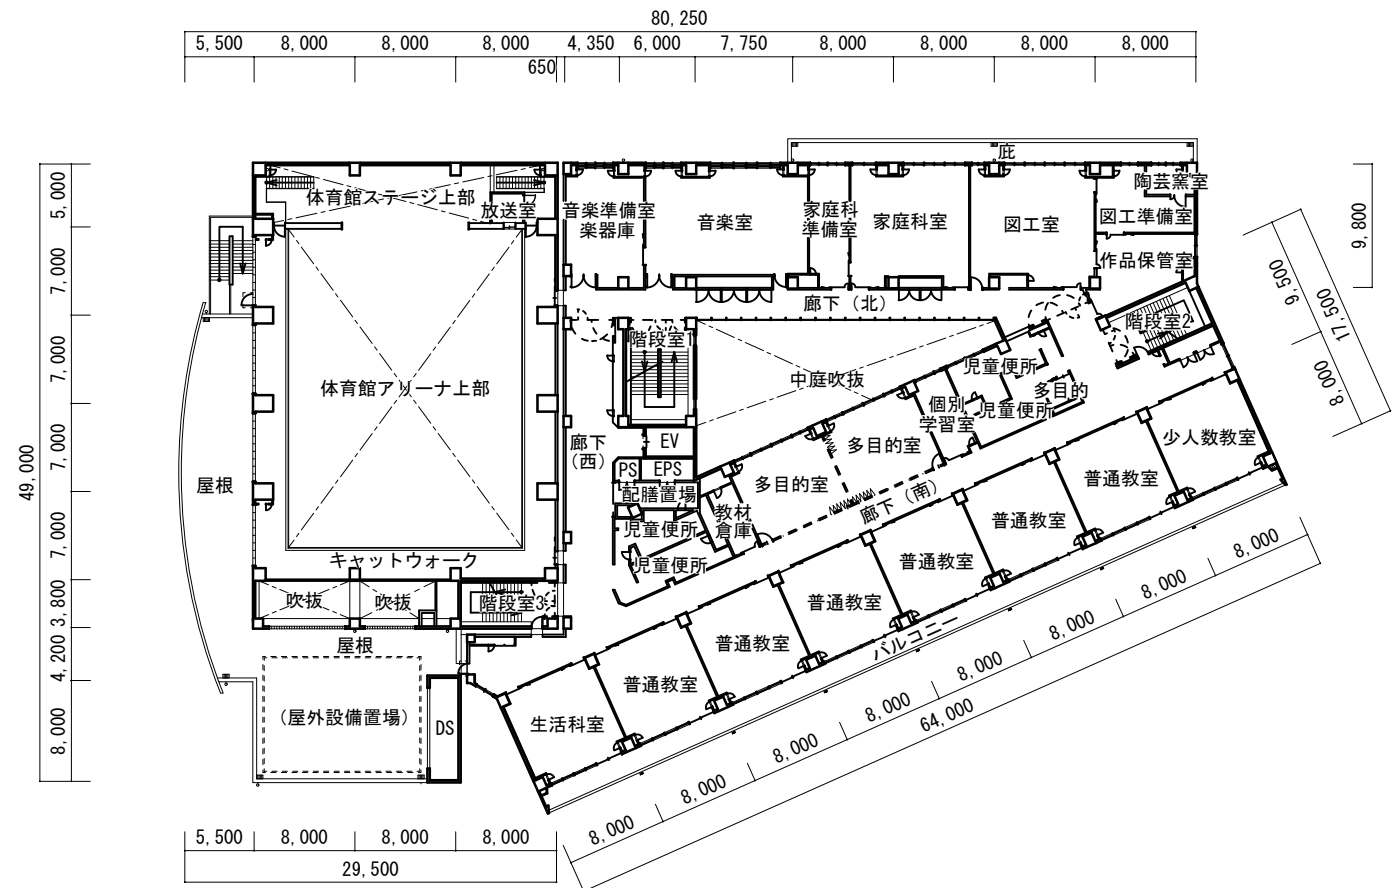 80,250
5,500 8,000 8,000 8,000 4,350 6,000 7,750 8,000 8,000 8,000 8,000
650
庇
49,000
5,000
7,000
7,000
7,000
7,000
3,800
4,200
8,000
9,800
9,500
17,500
8,000
体育館ステージ上部
放送室
音楽準備室
楽器庫
音楽室
家庭科
準備室
家庭科室
図工室
陶芸窯室
図工準備室
作品保管室
廊下(北)
階段室1
階段室2
中庭吹抜
児童便所
多目的
児童便所
個別
学習室
多目的室
多目的室
体育館アリーナ上部
廊下
(西)
EV
PS
EPS
配膳置場
教材
倉庫
児童便所
児童便所
廊下(南)
屋根
キャットウォーク
吹抜
吹抜
階段室3
屋根
(屋外設備置場)
DS
少人数教室
普通教室
普通教室
普通教室
普通教室
普通教室
普通教室
生活科室
バルコニー
8,000
8,000
8,000
8,000
8,000
8,000
8,000
8,000
64,000
5,500 8,000 8,000 8,000
29,500